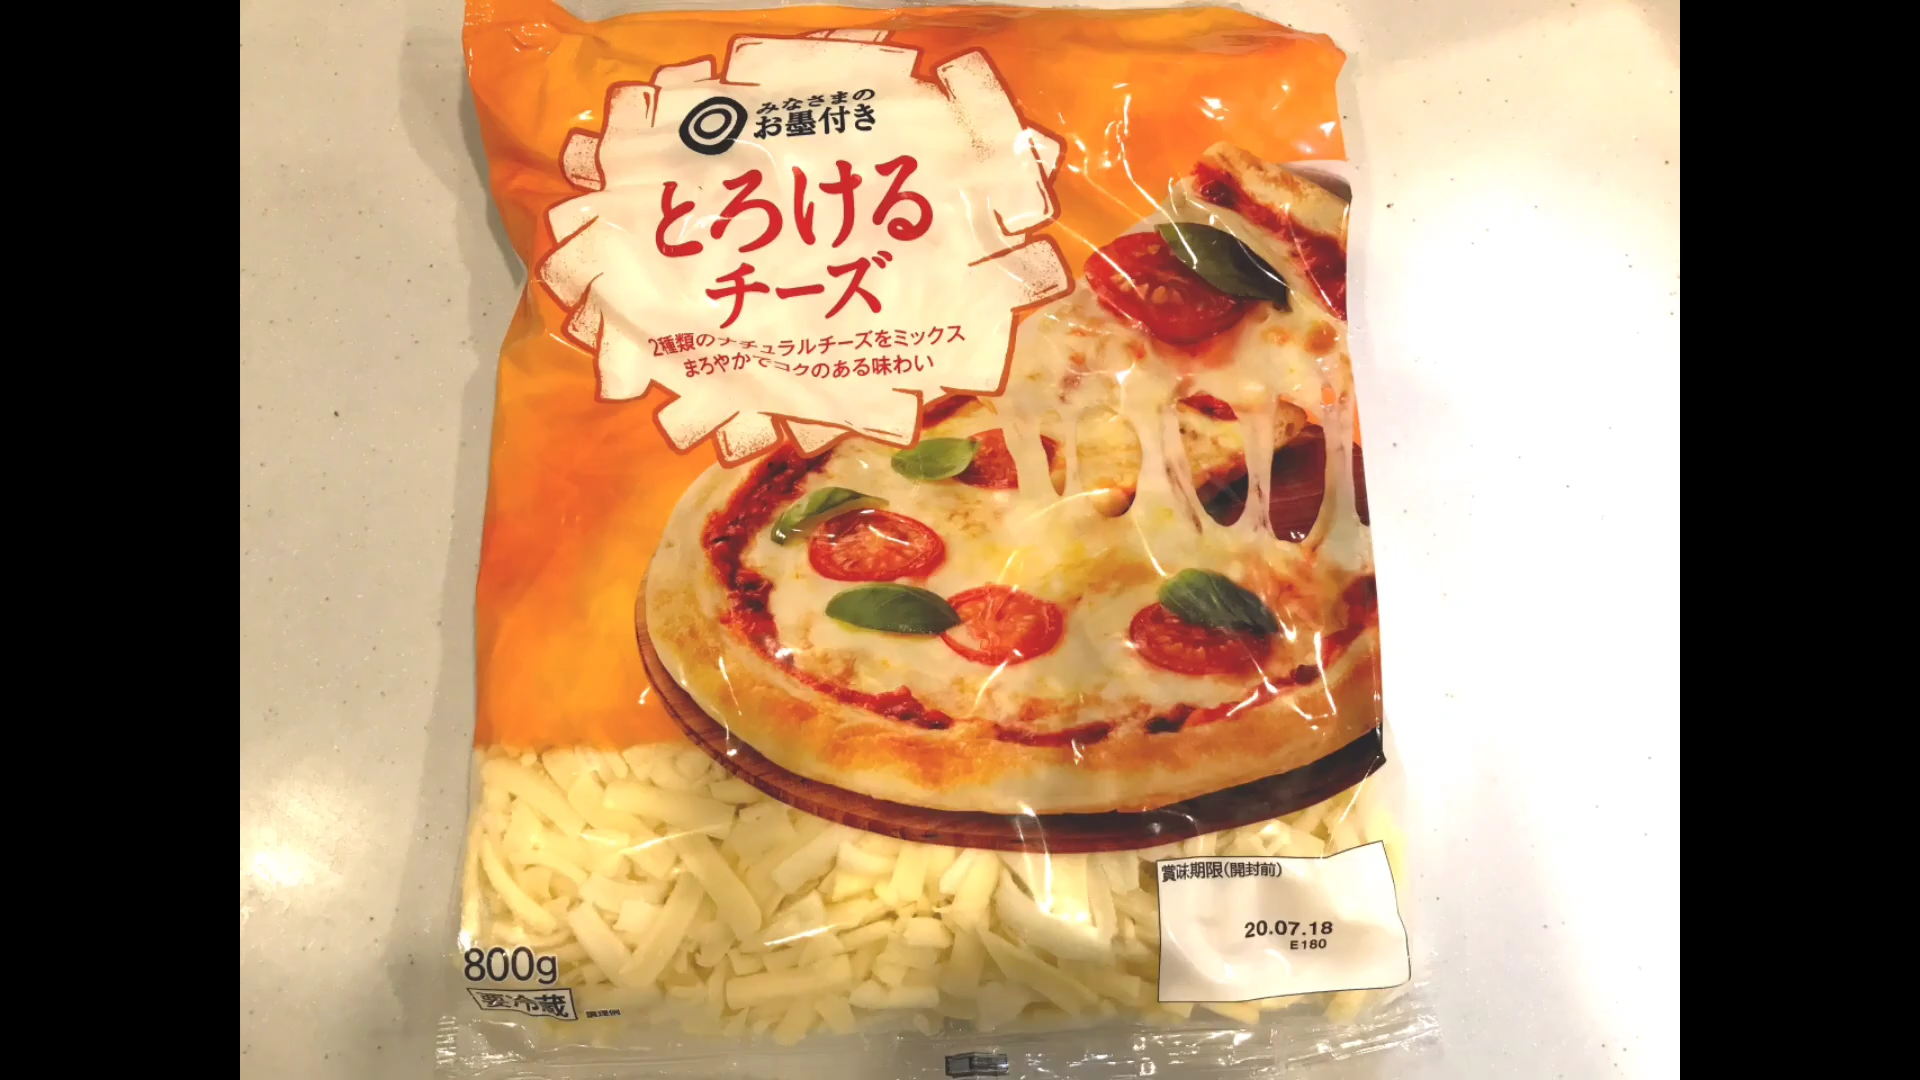 みなさまの
お墨付き
とろける
チーズ
2種類のナチュラルチーズをミックス
まろやかでコクのある味わい
賞味期限(開封前)
20.07.18
E180
800g
要冷蔵
調理例